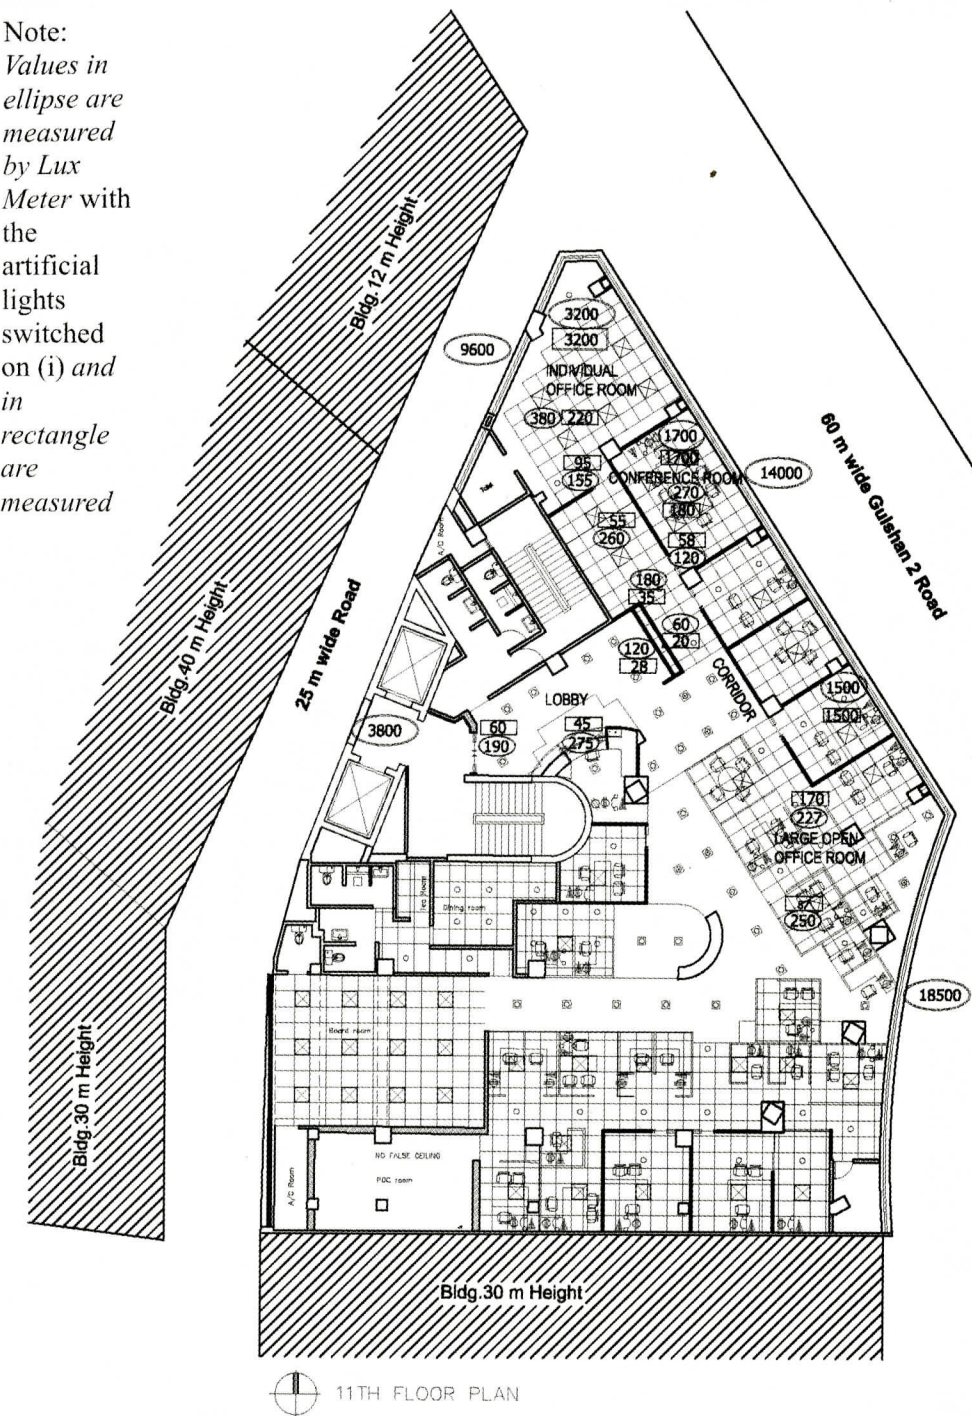 Note:
Values in
ellipse are
measured
by Lux
Meter with
the
artificial
lights
switched
on (i) and
in
rectangle
are
measured
Bldg.12 m Height
Bldg.40 m Height
Bldg.30 m Height
25 m wide Road
60 m wide Gulshan 2 Road
9600
3200
3200
INDIVIDUAL
OFFICE ROOM
380 220
95
155
1700
1700
CONFERENCE ROOM
270
180
58
120
14000
55
260
180
35
60
20
120
28
Toilet
A/C Room
CORRIDOR
LOBBY
3800
60
190
45
275
1500
1500
170
227
LARGE OPEN
OFFICE ROOM
250
18500
Tea Room
Dining room
Board room
NO FALSE CEILING
PDC room
A/C Room
Bldg.30 m Height
11TH FLOOR PLAN